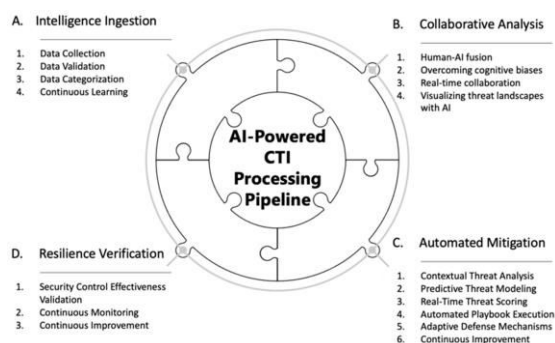 A. Intelligence Ingestion
1. Data Collection
2. Data Validation
3. Data Categorization
4. Continuous Learning
B. Collaborative Analysis
1. Human-AI fusion
2. Overcoming cognitive biases
3. Real-time collaboration
4. Visualizing threat landscapes
with AI
AI-Powered
CTI
Processing
Pipeline
D. Resilience Verification
1. Security Control Effectiveness
Validation
2. Continuous Monitoring
3. Continuous Improvement
C. Automated Mitigation
1. Contextual Threat Analysis
2. Predictive Threat Modeling
3. Real-Time Threat Scoring
4. Automated Playbook Execution
5. Adaptive Defense Mechanisms
6. Continuous Improvement